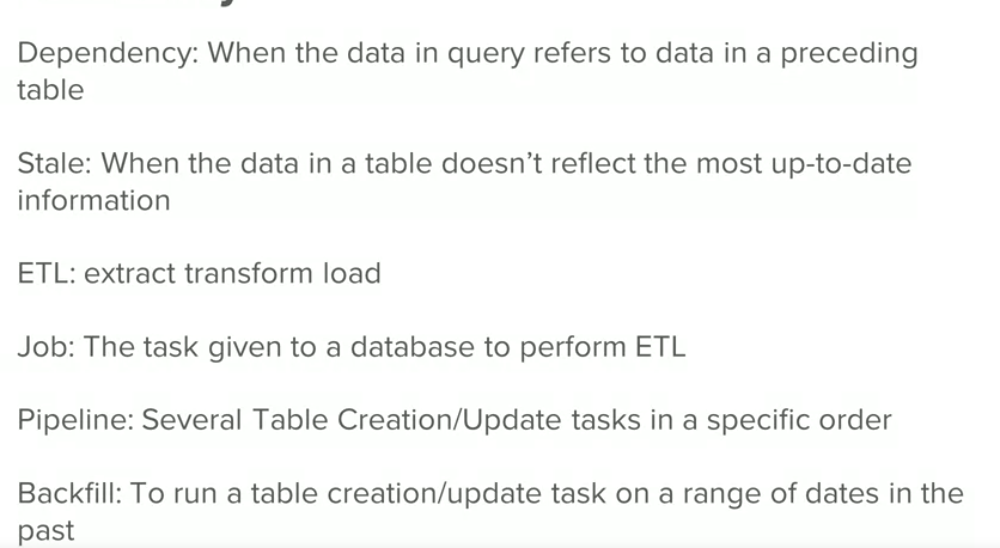 Dependency: When the data in query refers to data in a preceding
table
Stale: When the data in a table doesn’t reflect the most up-to-date
information
ETL: extract transform load
Job: The task given to a database to perform ETL
Pipeline: Several Table Creation/Update tasks in a specific order
Backfill: To run a table creation/update task on a range of dates in the
past